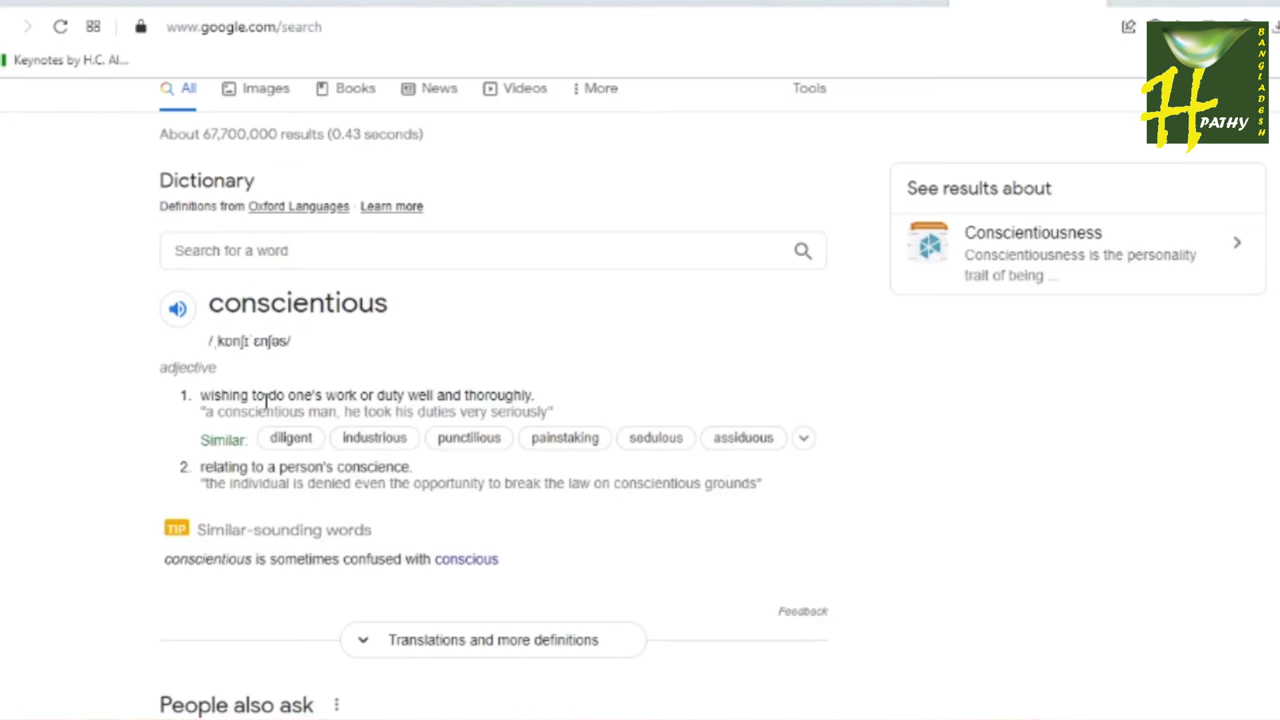 www.google.com/search
Keynotes by H.C. Al...
All Images Books News Videos More Tools
About 67,700,000 results (0.43 seconds)
Dictionary
Definitions from Oxford Languages · Learn more
Search for a word
conscientious
/ˌkɒnʃɪˈɛnʃəs/
adjective
1. wishing to do one's work or duty well and thoroughly.
"a conscientious man, he took his duties very seriously"
Similar: diligent industrious punctilious painstaking sedulous assiduous
2. relating to a person's conscience.
"the individual is denied even the opportunity to break the law on conscientious grounds"
TIP Similar-sounding words
conscientious is sometimes confused with conscious
Feedback
Translations and more definitions
People also ask
See results about
Conscientiousness
Conscientiousness is the personality
trait of being ...
H
PATHY
BANGLADESH